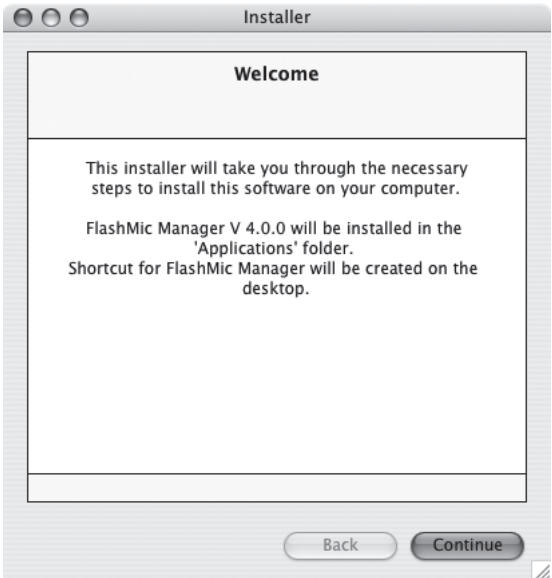 Installer
Welcome
This installer will take you through the necessary
steps to install this software on your computer.
FlashMic Manager V 4.0.0 will be installed in the
'Applications' folder.
Shortcut for FlashMic Manager will be created on the
desktop.
Back
Continue